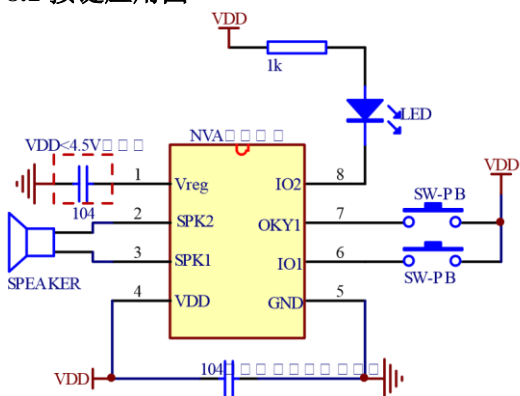 VDD
1k
LED
NVA□□□□
VDD<4.5V□□□
104
1
Vreg
IO2
8
VDD
SW-PB
2
SPK2
OKY1
7
3
SPK1
IO1
6
SW-PB
SPEAKER
4
VDD
GND
5
104□□□□□□□□□□
VDD